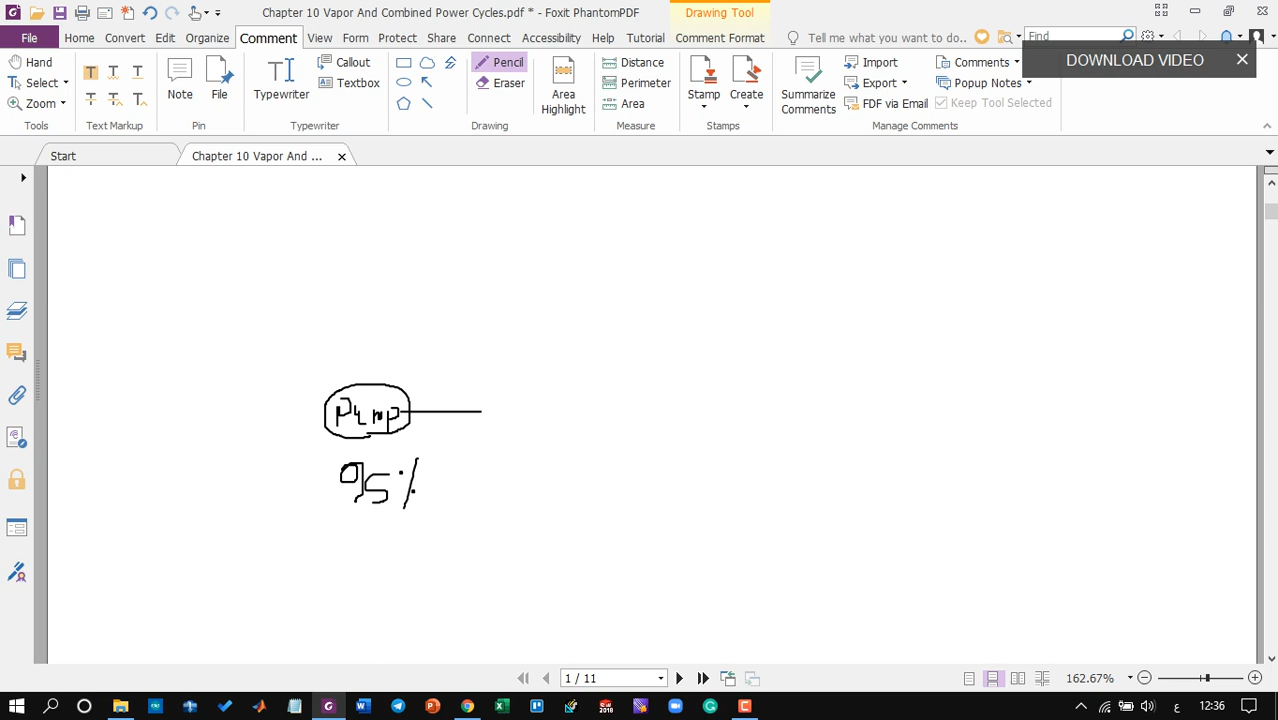 Chapter 10 Vapor And Combined Power Cycles.pdf * - Foxit PhantomPDF
Drawing Tool
File
Home
Convert
Edit
Organize
Comment
View
Form
Protect
Share
Connect
Accessibility
Help
Tutorial
Comment Format
Tell me what you want to do..
Find
DOWNLOAD VIDEO
Hand
Select
Zoom
Tools
Text Markup
Note
File
Pin
Typewriter
Callout
Textbox
Typewriter
Pencil
Eraser
Area Highlight
Drawing
Distance
Perimeter
Area
Measure
Stamp
Create
Stamps
Summarize Comments
Import
Export
FDF via Email
Comments
Popup Notes
Keep Tool Selected
Manage Comments
Start
Chapter 10 Vapor And ...
Pump
95%
1 / 11
162.67%
12:36
ع